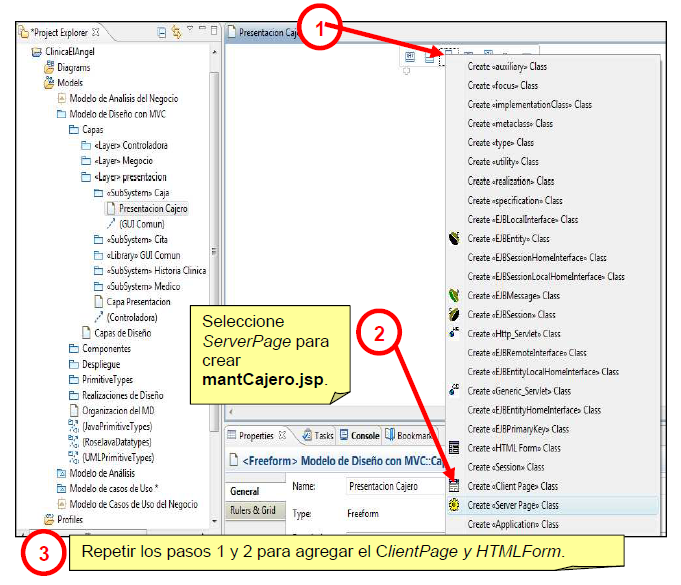 *Project Explorer
ClinicaElAngel
Diagrams
Models
Modelo de Analisis del Negocio
Modelo de Diseño con MVC
Capas
«Layer» Controladora
«Layer» Megocio
«Layer» presentacion
«SubSystem» Caja
Presentacion Cajero
(GUI Comun)
«SubSystem» Cita
«Library» GUI Comun
«SubSystem» Historia Clinica
«SubSystem» Medico
Capa Presentacion
(Controladora)
Capas de Diseño
Componentes
Despliegue
PrimitiveTypes
Realizaciones de Diseño
Organizacion del MD
(JavaPrimitiveTypes)
(RoseJavaDatatypes)
(UMLPrimitiveTypes)
Modelo de Análisis
Modelo de casos de Uso *
Modelo de Casos de Uso del Negocio
Profiles
Presentacion Caj
1
Create «auxiliary» Class
Create «focus» Class
Create «implementationClass» Class
Create «metaclass» Class
Create «type» Class
Create «utility» Class
Create «realization» Class
Create «specification» Class
Create «EJBLocalInterface» Class
Create «EJBEntity» Class
Create «EJBSessionHomeInterface» Class
Create «EJBSessionLocalHomeInterface» Class
Create «EJBMessage» Class
Create «EJBSession» Class
Create «Http_Servlet» Class
Create «EJBRemoteInterface» Class
Create «EJBEntityLocalHomeInterface» Class
Create «Generic_Servlet» Class
Create «EJBEntityHomeInterface» Class
Create «EJBPrimaryKey» Class
Create «HTML Form» Class
Create «Session» Class
Create «Client Page» Class
Create «Server Page» Class
Create «Application» Class
Seleccione
ServerPage para
crear
mantCajero.jsp.
2
Properties
Tasks
Console
Bookmark
<Freeform> Modelo de Diseño con MVC::Cap
General
Rulers & Grid
Name:
Presentacion Cajero
Type:
Freeform
3
Repetir los pasos 1 y 2 para agregar el ClientPage y HTMLForm.